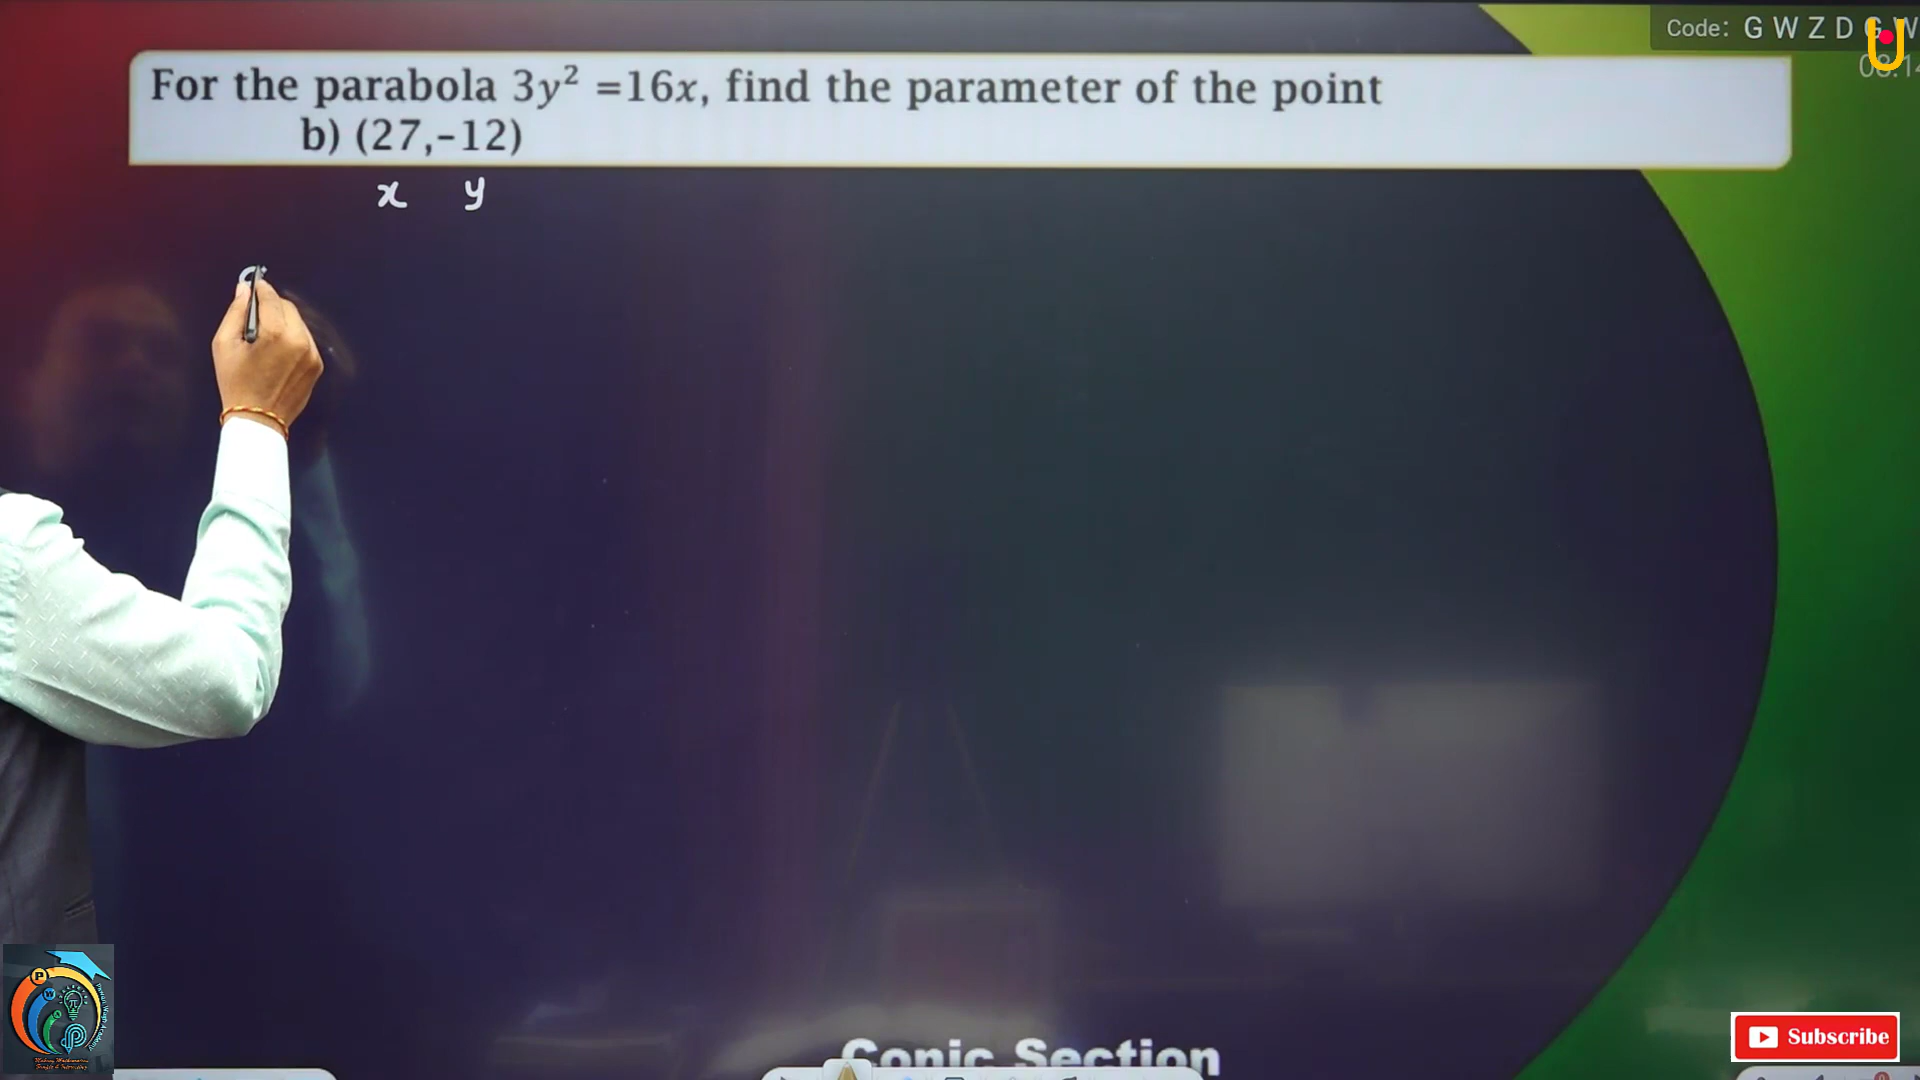 Code: G W Z D G W
For the parabola 3y² =16x, find the parameter of the point
b) (27,-12)
x y
Conic Section
Subscribe